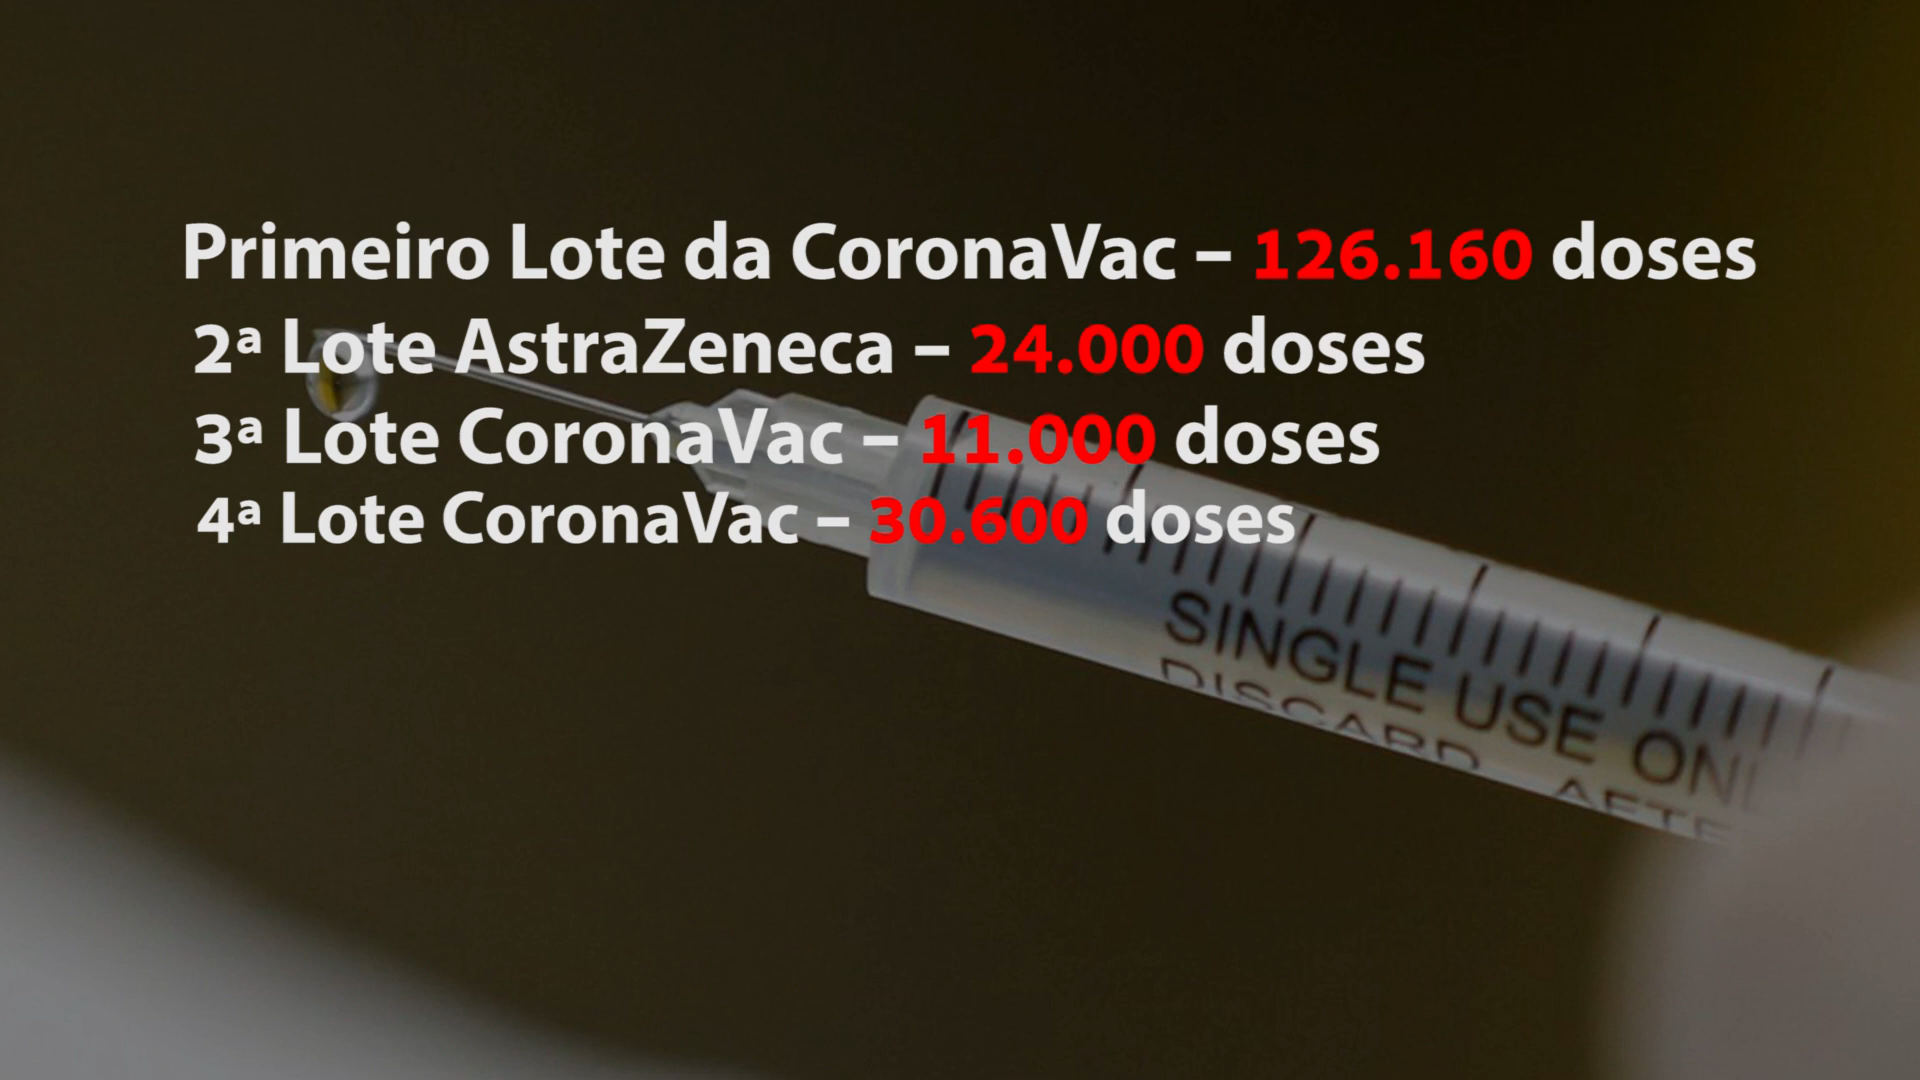 Primeiro Lote da CoronaVac – 126.160 doses
2ª Lote AstraZeneca – 24.000 doses
3ª Lote CoronaVac – 11.000 doses
4ª Lote CoronaVac – 30.600 doses
SINGLE USE
DISCARD